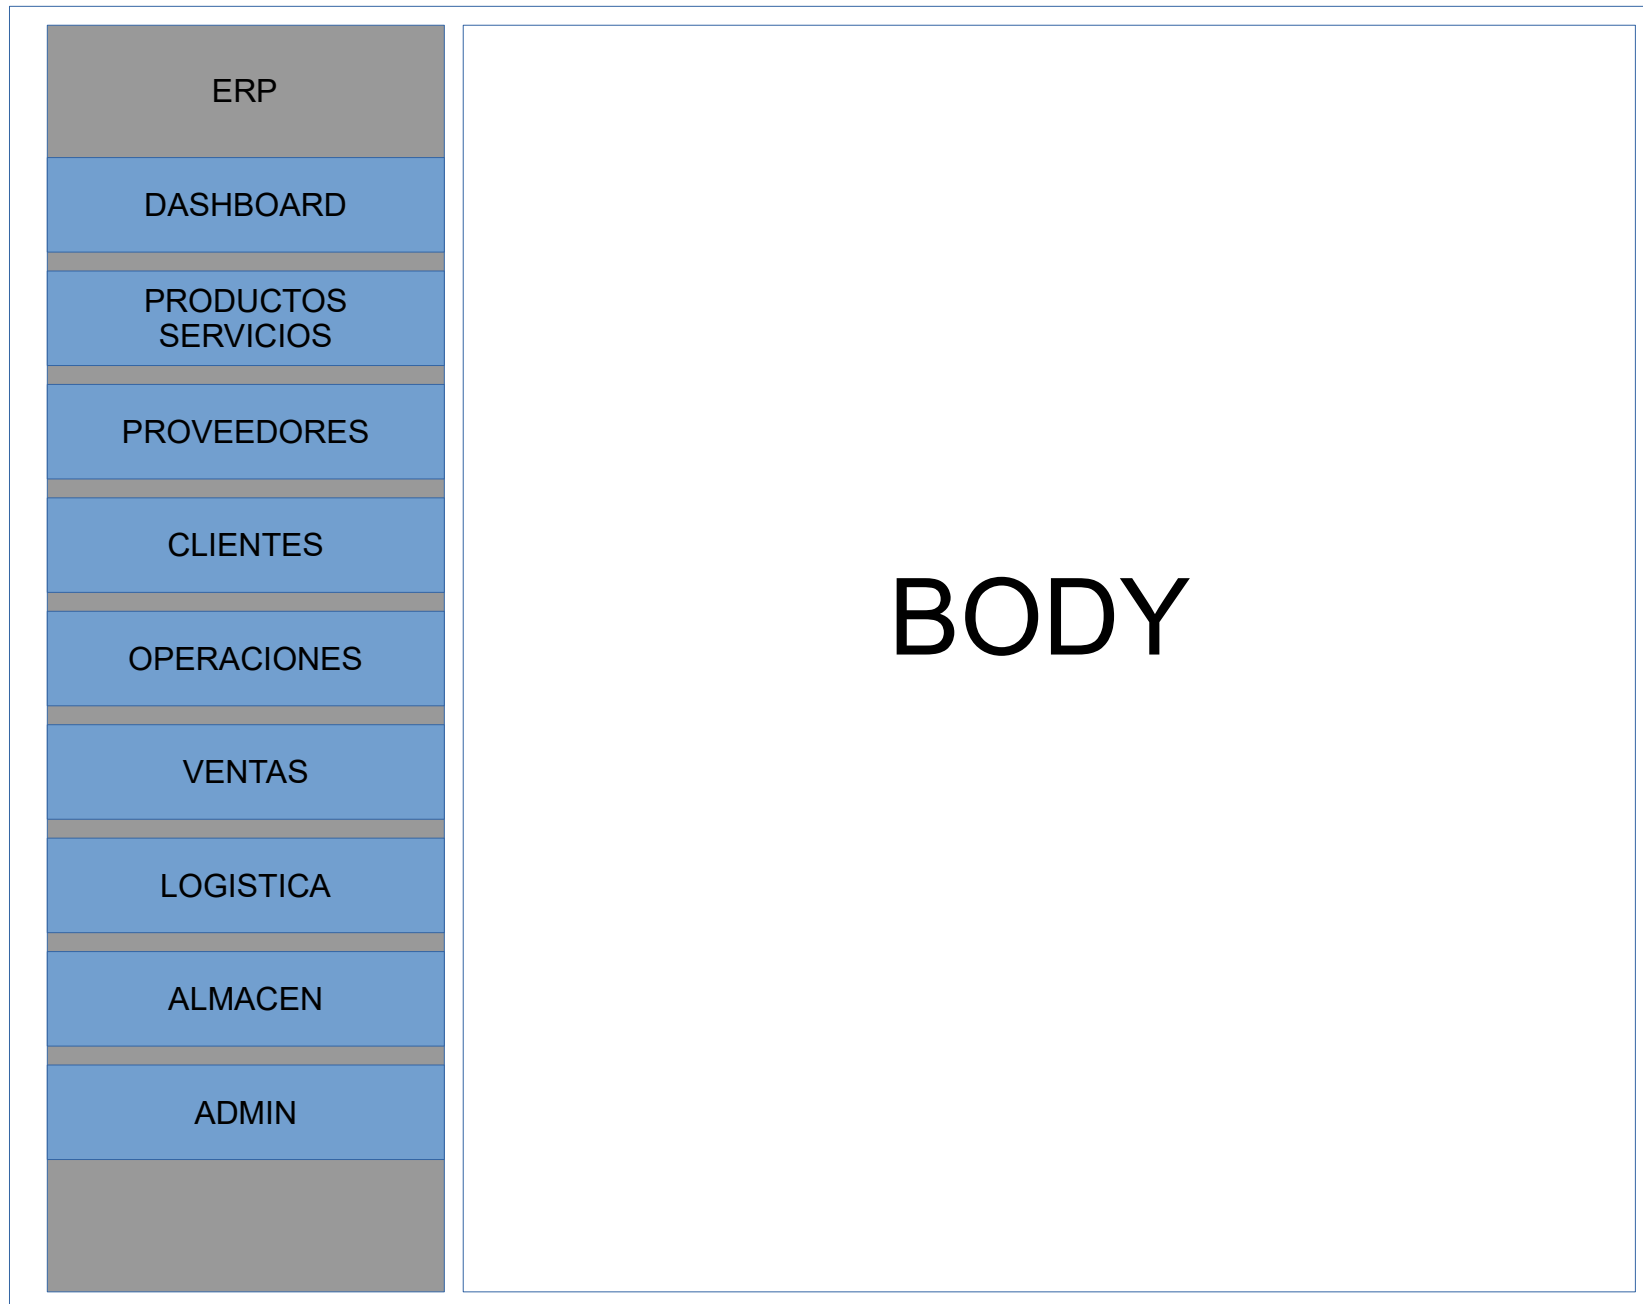 ERP
DASHBOARD
PRODUCTOS
SERVICIOS
PROVEEDORES
CLIENTES
OPERACIONES
VENTAS
LOGISTICA
ALMACEN
ADMIN
BODY